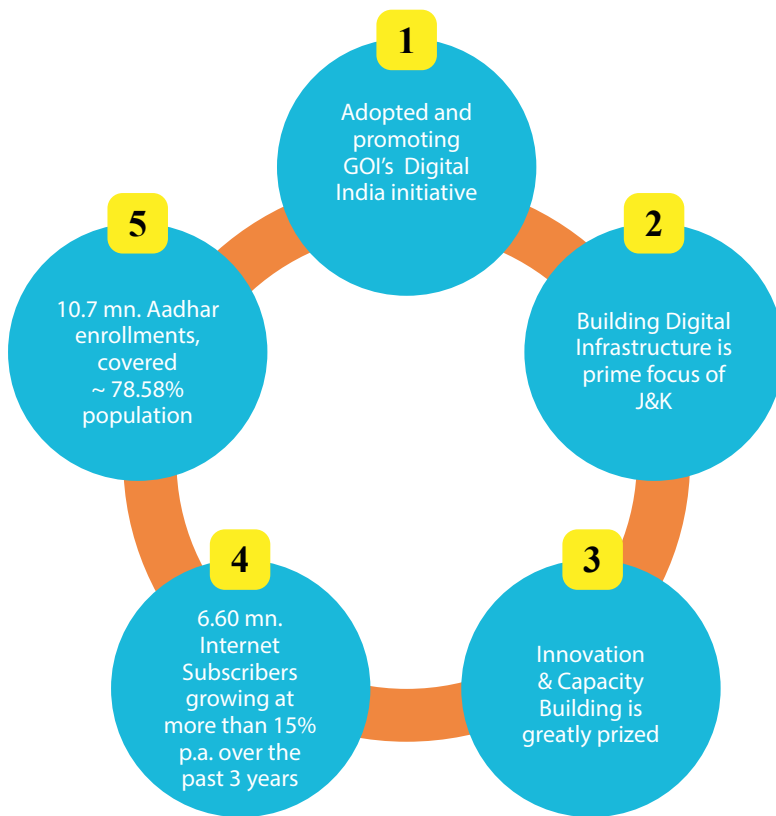 1
Adopted and
promoting
GOI's Digital
India initiative
2
Building Digital
Infrastructure is
prime focus of
J&K
3
Innovation
& Capacity
Building is
greatly prized
4
6.60 mn.
Internet
Subscribers
growing at
more than 15%
p.a. over the
past 3 years
5
10.7 mn. Aadhar
enrollments,
covered
~ 78.58%
population